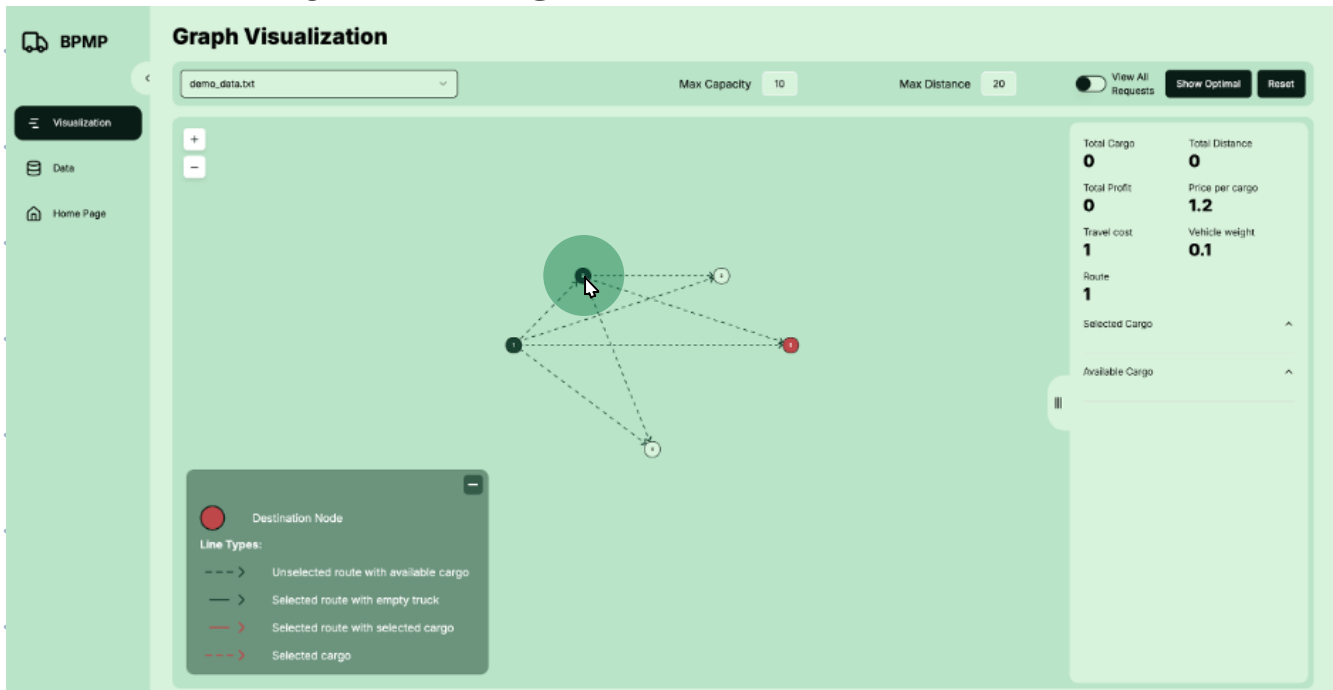 BPMP
Graph Visualization
demo_data.txt
Max Capacity 10
Max Distance 20
View All
Requests
Show Optimal
Reset
Visualization
Data
Home Page
+
−
Total Cargo
0
Total Distance
0
Total Profit
0
Price per cargo
1.2
Travel cost
1
Vehicle weight
0.1
Route
1
Selected Cargo
Available Cargo
1
Destination Node
Line Types:
Unselected route with available cargo
Selected route with empty truck
Selected route with selected cargo
Selected cargo